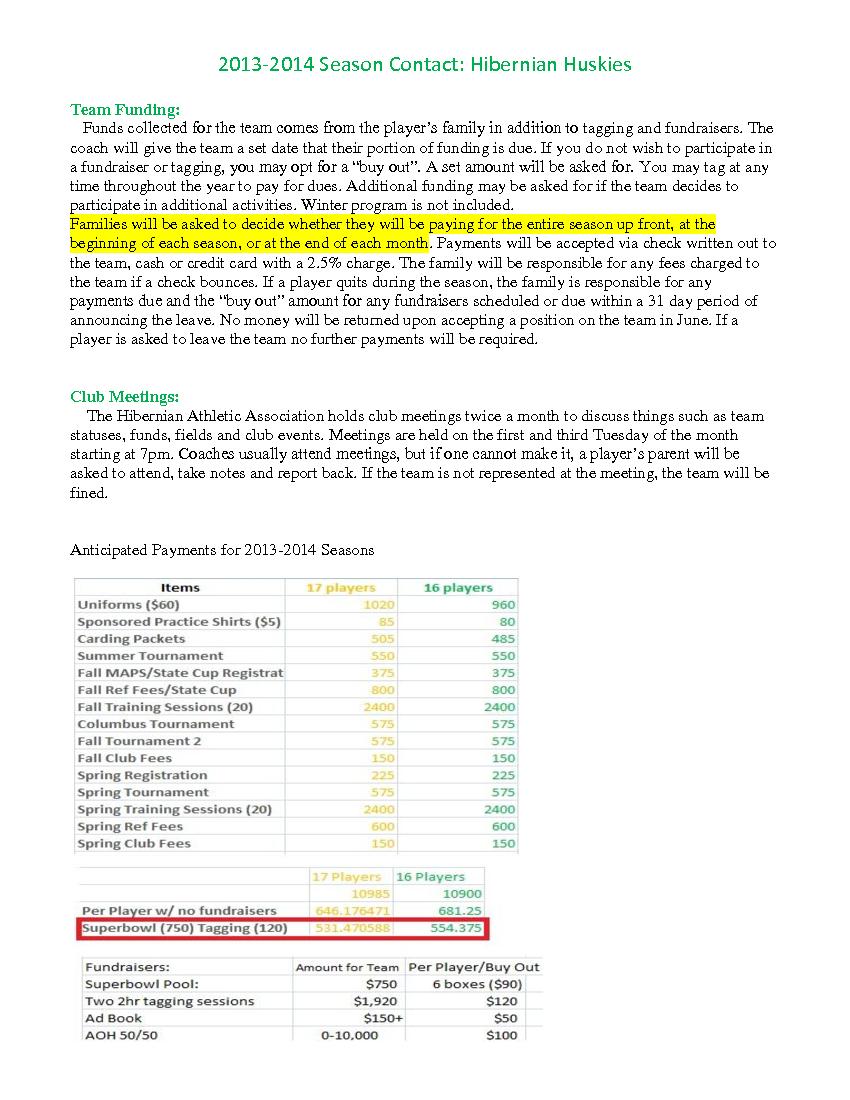 2013-2014 Season Contact: Hibernian Huskies
Team Funding:
Funds collected for the team comes from the player’s family in addition to tagging and fundraisers. The
coach will give the team a set date that their portion of funding is due. If you do not wish to participate in
a fundraiser or tagging, you may opt for a “buy out”. A set amount will be asked for. You may tag at any
time throughout the year to pay for dues. Additional funding may be asked for if the team decides to
participate in additional activities. Winter program is not included.
Families will be asked to decide whether they will be paying for the entire season up front, at the
beginning of each season, or at the end of each month. Payments will be accepted via check written out to
the team, cash or credit card with a 2.5% charge. The family will be responsible for any fees charged to
the team if a check bounces. If a player quits during the season, the family is responsible for any
payments due and the “buy out” amount for any fundraisers scheduled or due within a 31 day period of
announcing the leave. No money will be returned upon accepting a position on the team in June. If a
player is asked to leave the team no further payments will be required.
Club Meetings:
The Hibernian Athletic Association holds club meetings twice a month to discuss things such as team
statuses, funds, fields and club events. Meetings are held on the first and third Tuesday of the month
starting at 7pm. Coaches usually attend meetings, but if one cannot make it, a player’s parent will be
asked to attend, take notes and report back. If the team is not represented at the meeting, the team will be
fined.
Anticipated Payments for 2013-2014 Seasons
Items 17 players 16 players
Uniforms ($60) 1020 960
Sponsored Practice Shirts ($5) 85 80
Carding Packets 505 485
Summer Tournament 550 550
Fall MAPS/State Cup Registrat 375 375
Fall Ref Fees/State Cup 800 800
Fall Training Sessions (20) 2400 2400
Columbus Tournament 575 575
Fall Tournament 2 575 575
Fall Club Fees 150 150
Spring Registration 225 225
Spring Tournament 575 575
Spring Training Sessions (20) 2400 2400
Spring Ref Fees 600 600
Spring Club Fees 150 150
17 Players 16 Players
10985 10900
Per Player w/ no fundraisers 646.176471 681.25
Superbowl (750) Tagging (120) 531.470588 554.375
Fundraisers: Amount for Team Per Player/Buy Out
Superbowl Pool: $750 6 boxes ($90)
Two 2hr tagging sessions $1,920 $120
Ad Book $150+ $50
AOH 50/50 0-10,000 $100